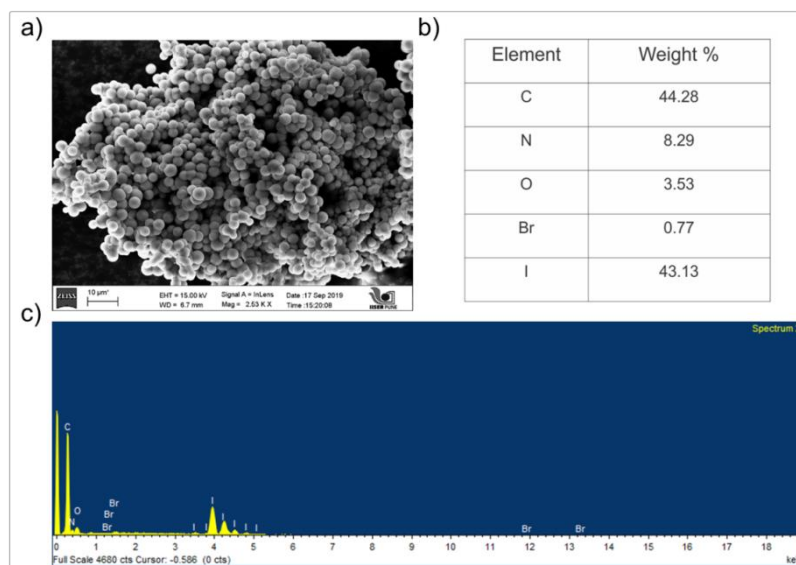 a)
10 µm*
ZEISS
EHT = 15.00 kV
WD = 6.7 mm
Signal A = InLens
Mag = 2.53 K X
Date :17 Sep 2019
Time :15:20:08
IISER PUNE
b)
Element Weight %
C 44.28
N 8.29
O 3.53
Br 0.77
I 43.13
c)
Spectrum
C
N
O
Br
Br
Br
I
I
I
I
I
I
I
Br
Br
0 1 2 3 4 5 6 7 8 9 10 11 12 13 14 15 16 17 18
Full Scale 4680 cts Cursor: -0.586 (0 cts)
ke